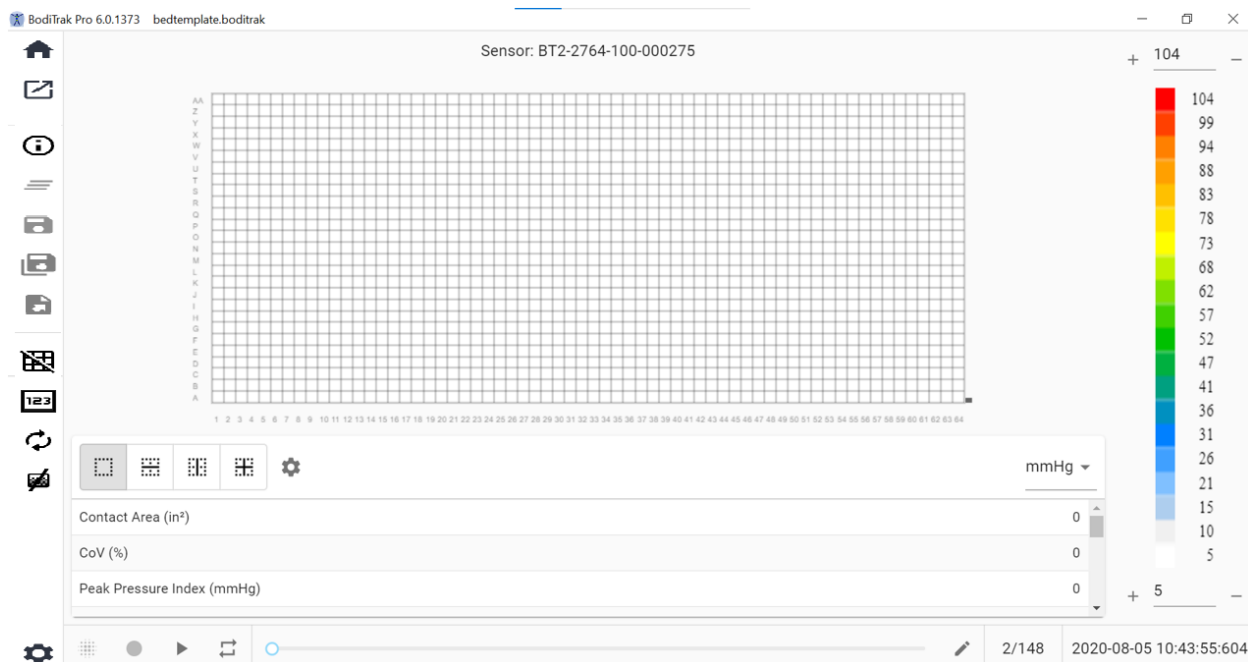 BodiTrak Pro 6.0.1373 bedtemplate.boditrak
Sensor: BT2-2764-100-000275
104
AA
Z
Y
X
W
V
U
T
S
R
Q
P
O
N
M
L
K
J
I
H
G
F
E
D
C
B
A
1 2 3 4 5 6 7 8 9 10 11 12 13 14 15 16 17 18 19 20 21 22 23 24 25 26 27 28 29 30 31 32 33 34 35 36 37 38 39 40 41 42 43 44 45 46 47 48 49 50 51 52 53 54 55 56 57 58 59 60 61 62 63 64
104
99
94
88
83
78
73
68
62
57
52
47
41
36
31
26
21
15
10
5
5
123
mmHg
Contact Area (in²) 0
CoV (%) 0
Peak Pressure Index (mmHg) 0
2/148 2020-08-05 10:43:55:604